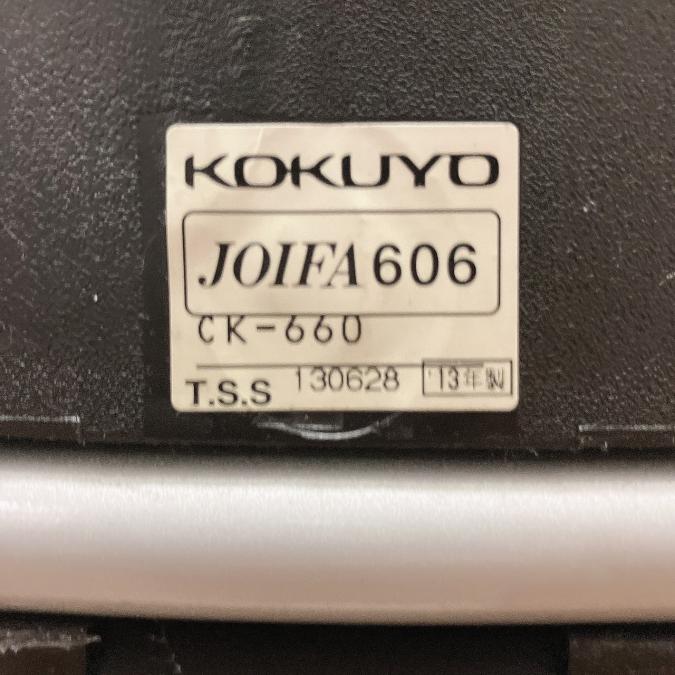 KOKUYO
JOIFA 606
CK-660
T.S.S 130628 '13年製